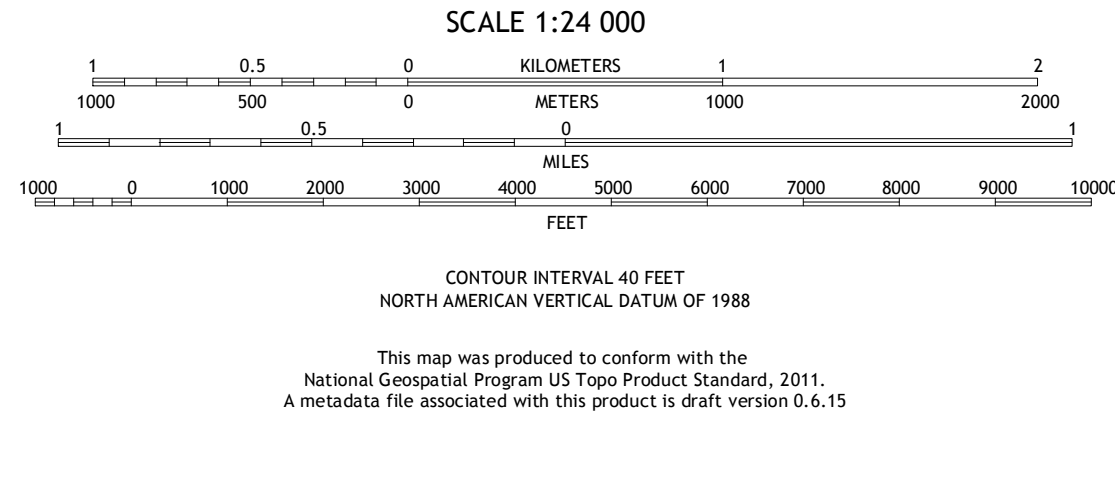 SCALE 1:24 000
1 0.5 0 KILOMETERS 1 2
1000 500 0 METERS 1000 2000
1 0.5 0 1
MILES
1000 0 1000 2000 3000 4000 5000 6000 7000 8000 9000 10000
FEET
CONTOUR INTERVAL 40 FEET
NORTH AMERICAN VERTICAL DATUM OF 1988
This map was produced to conform with the
National Geospatial Program US Topo Product Standard, 2011.
A metadata file associated with this product is draft version 0.6.15